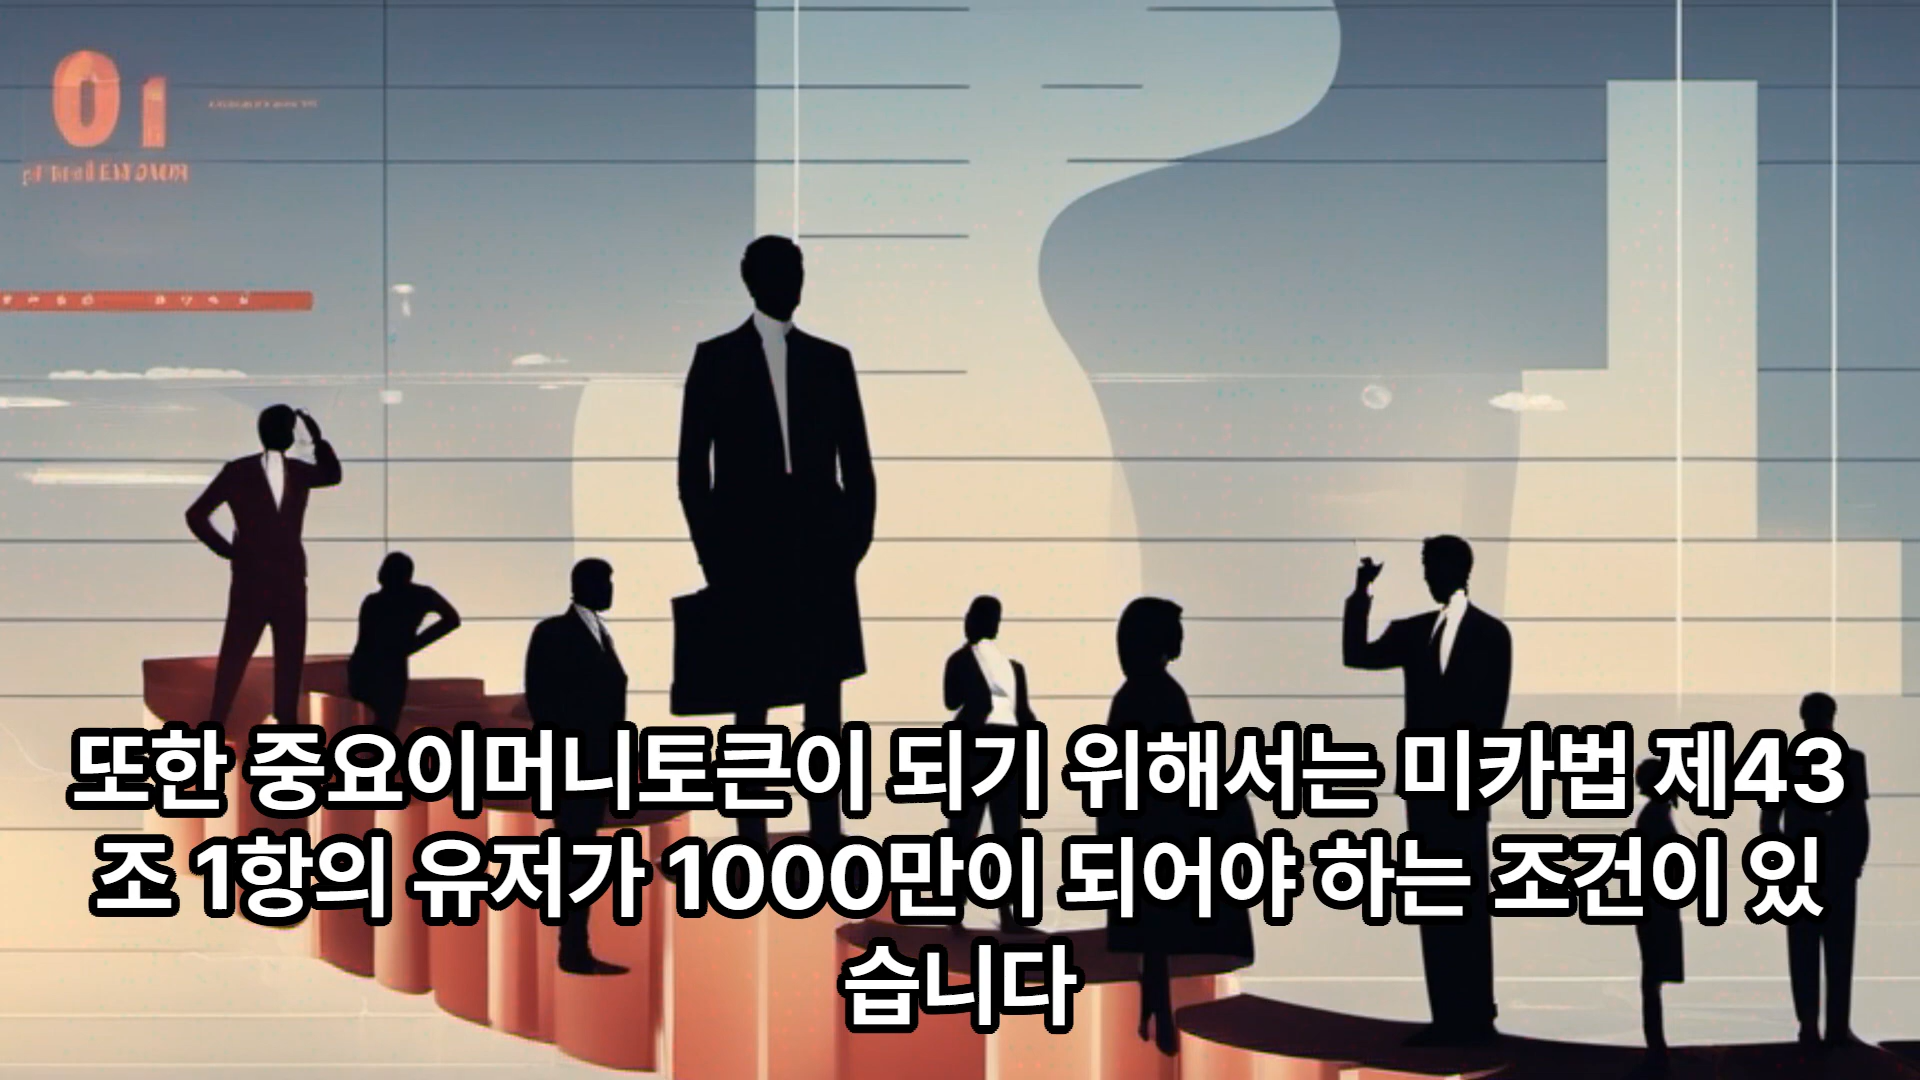 01
또한 중요이머니토큰이 되기 위해서는 미카법 제43
조 1항의 유저가 1000만이 되어야 하는 조건이 있
습니다